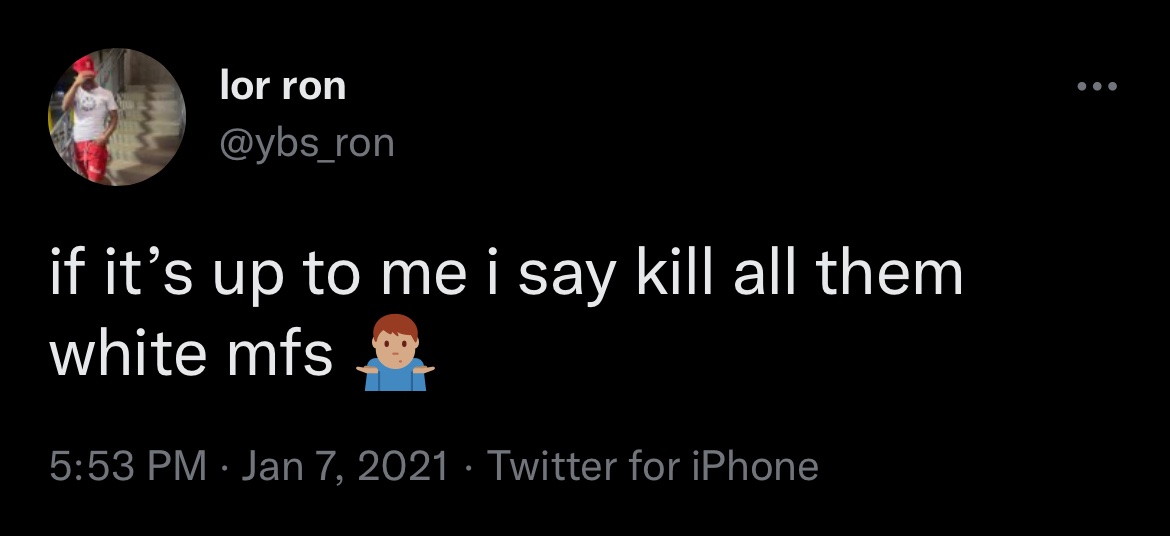 lor ron
@ybs_ron
if it’s up to me i say kill all them
white mfs 🤷🏽‍♂️
5:53 PM · Jan 7, 2021 · Twitter for iPhone